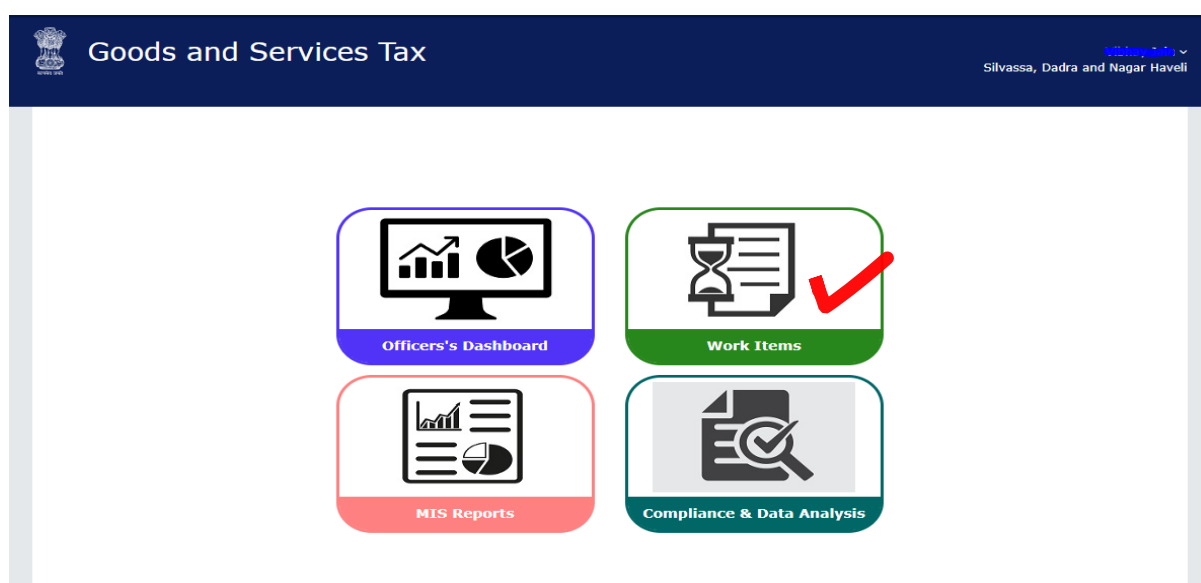 Goods and Services Tax
Silvassa, Dadra and Nagar Haveli
Officers's Dashboard
Work Items
MIS Reports
Compliance & Data Analysis